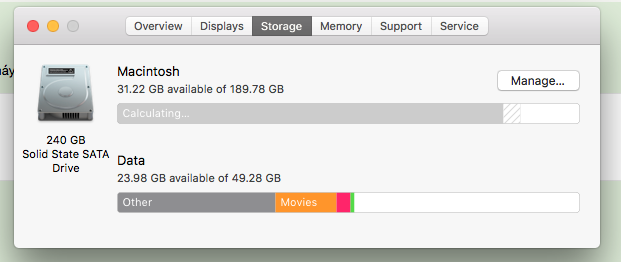 Overview Displays Storage Memory Support Service
máy
Macintosh
31.22 GB available of 189.78 GB
Manage...
Calculating...
240 GB
Solid State SATA
Drive
Data
23.98 GB available of 49.28 GB
Other Movies